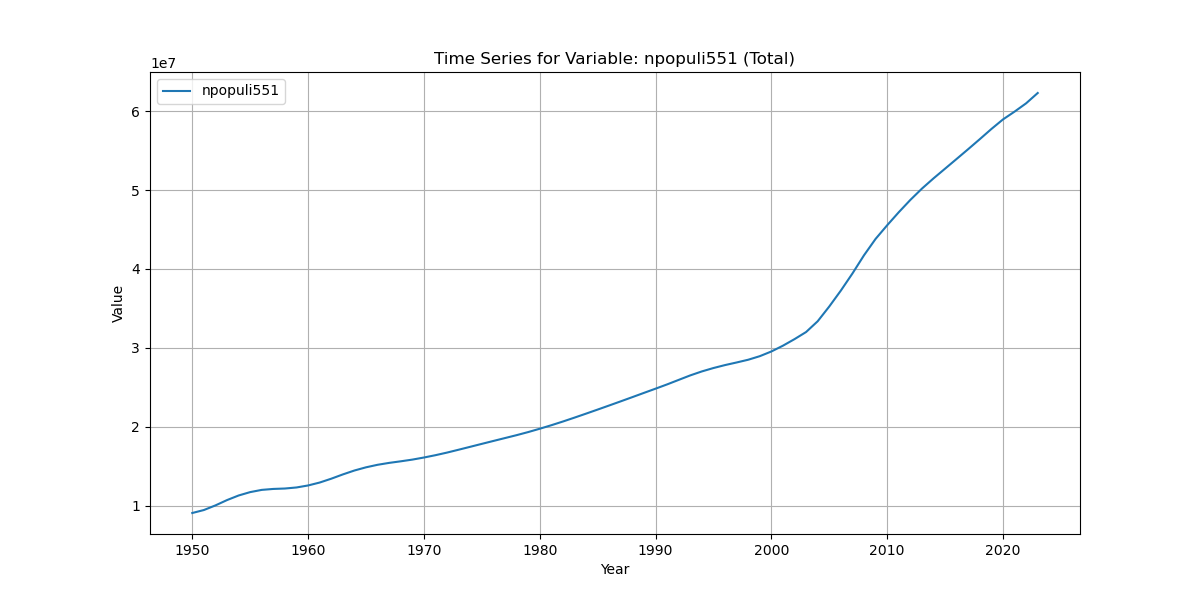 Time Series for Variable: npopuli551 (Total)
1e7
npopuli551
6
5
4
3
2
1
Value
1950 1960 1970 1980 1990 2000 2010 2020
Year